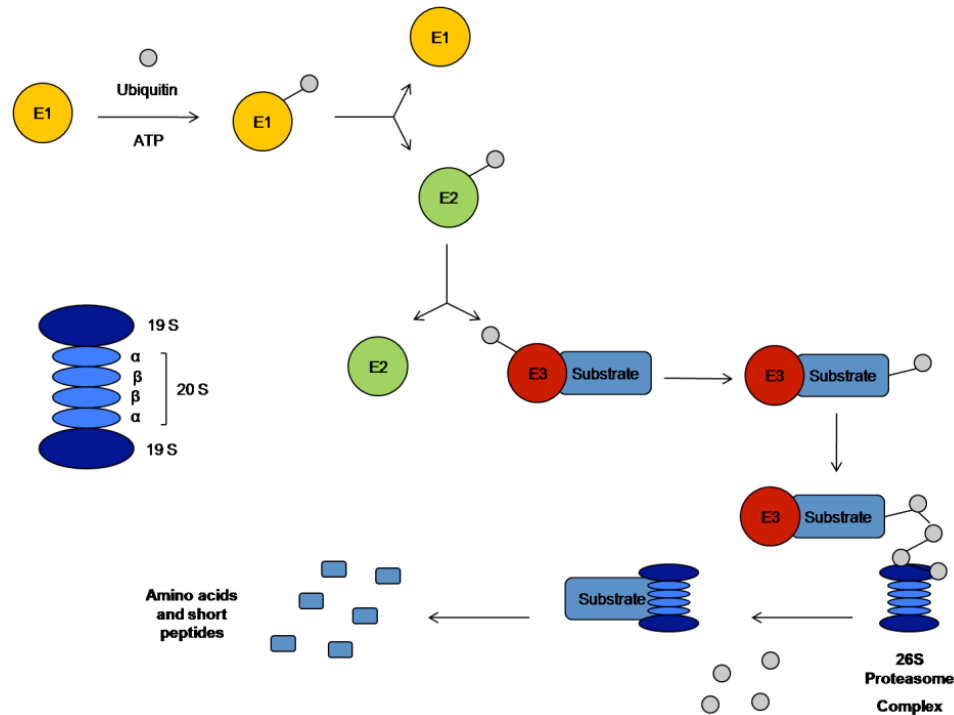 E1
Ubiquitin
E1
E1
ATP
E2
19 S
α
β
20 S
β
α
19 S
E2
E3
Substrate
E3
Substrate
E3
Substrate
Amino acids
and short
peptides
Substrate
26S
Proteasome
Complex